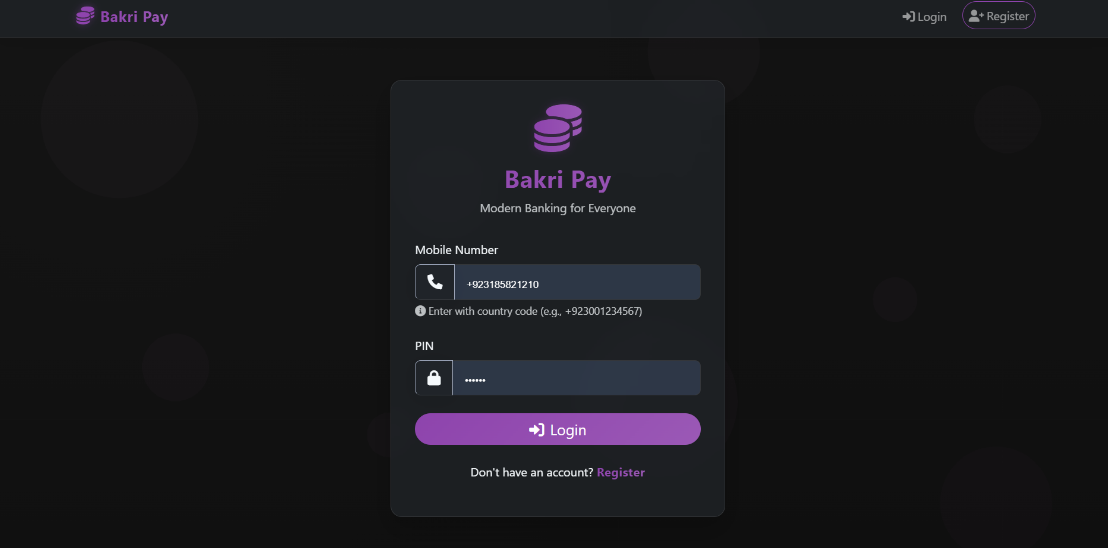 Bakri Pay
Login
Register
Bakri Pay
Modern Banking for Everyone
Mobile Number
+923185821210
Enter with country code (e.g., +923001234567)
PIN
••••••
Login
Don't have an account? Register